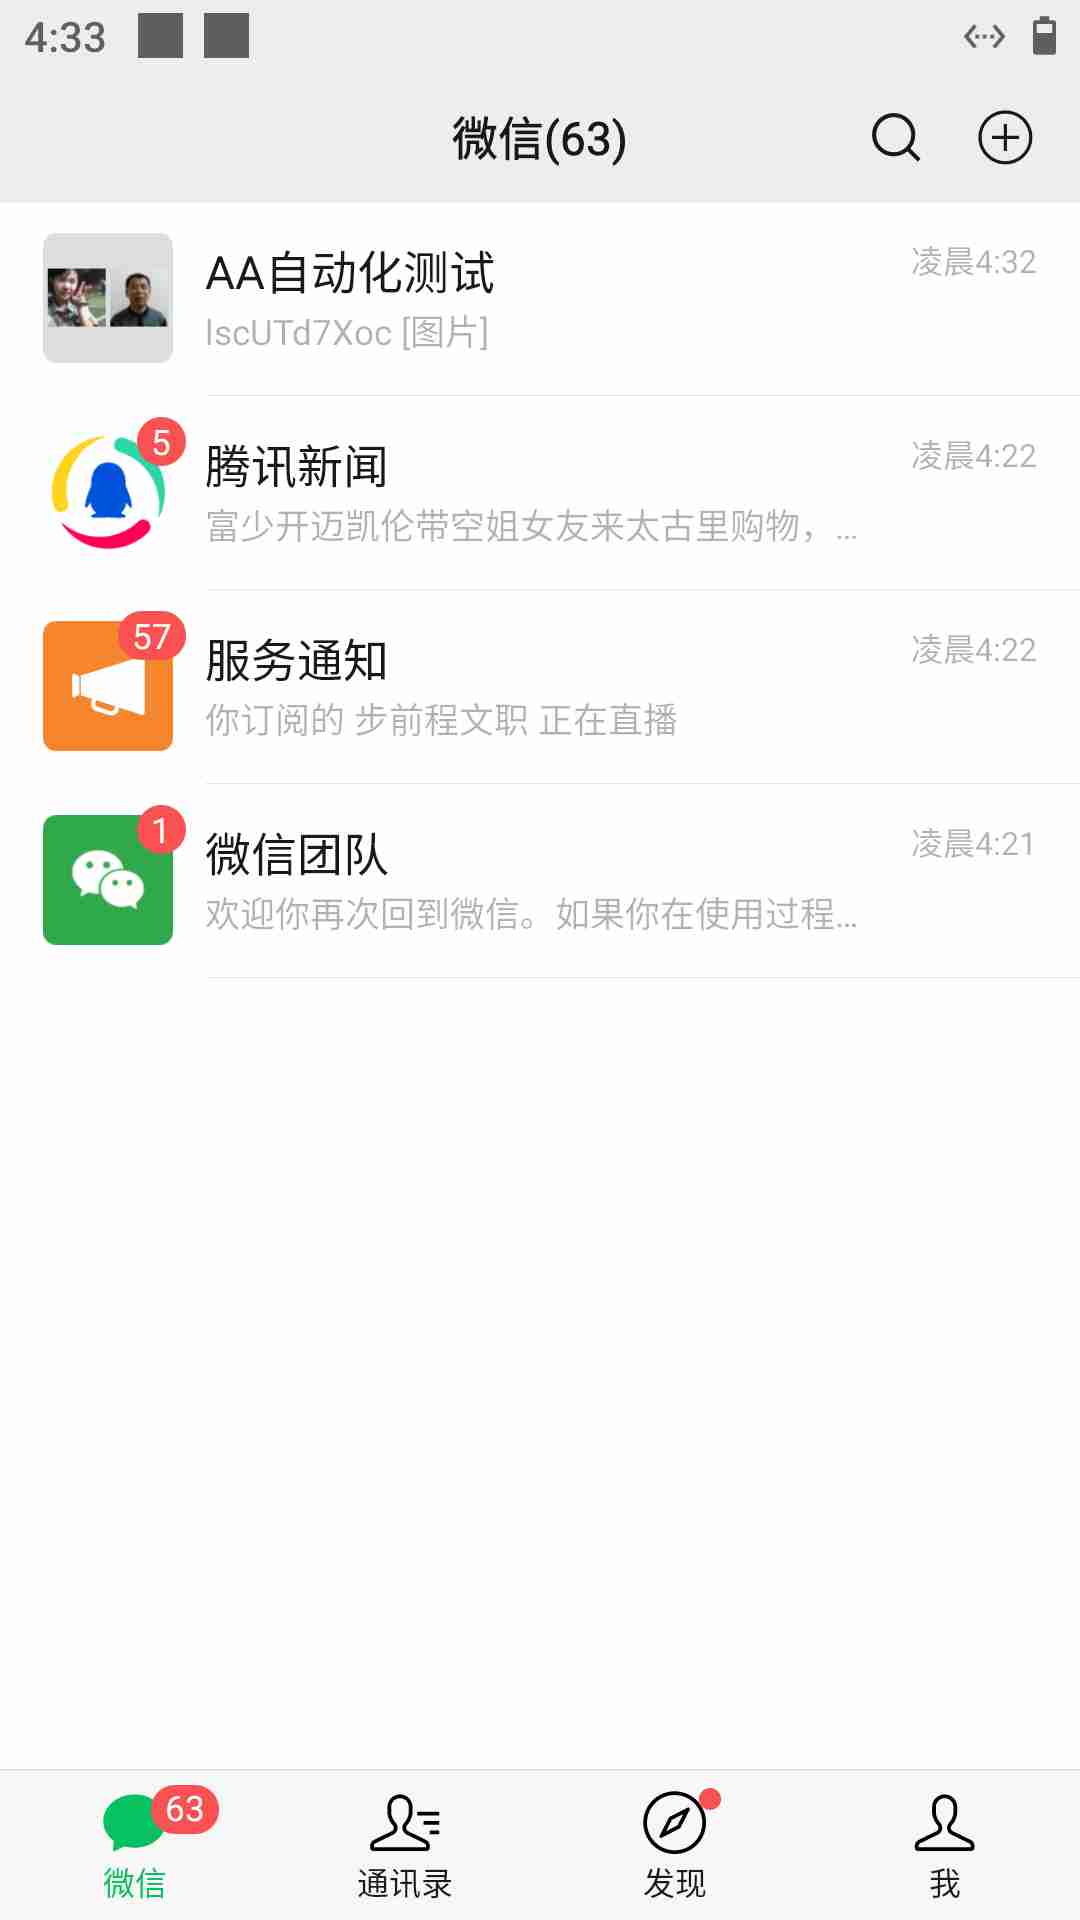 4:33
微信(63)
AA自动化测试
凌晨4:32
lscUTd7Xoc [图片]
5
腾讯新闻
凌晨4:22
富少开迈凯伦带空姐女友来太古里购物，...
57
服务通知
凌晨4:22
你订阅的 步前程文职 正在直播
1
微信团队
凌晨4:21
欢迎你再次回到微信。如果你在使用过程...
63
微信
通讯录
发现
我